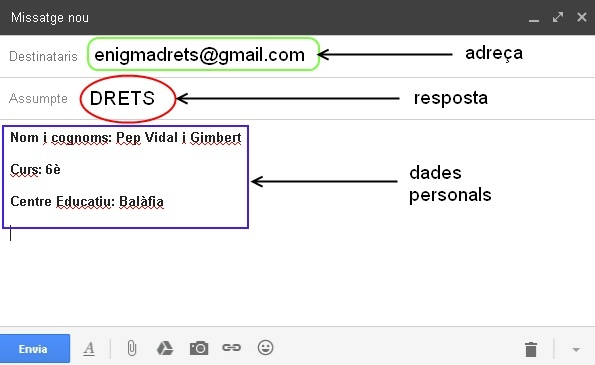 Missatge nou
Destinataris enigmadrets@gmail.com adreça
Assumpte DRETS resposta
Nom i cognoms: Pep Vidal i Gimbert
Curs: 6è
Centre Educatiu: Balàfia
dades
personals
Envia A